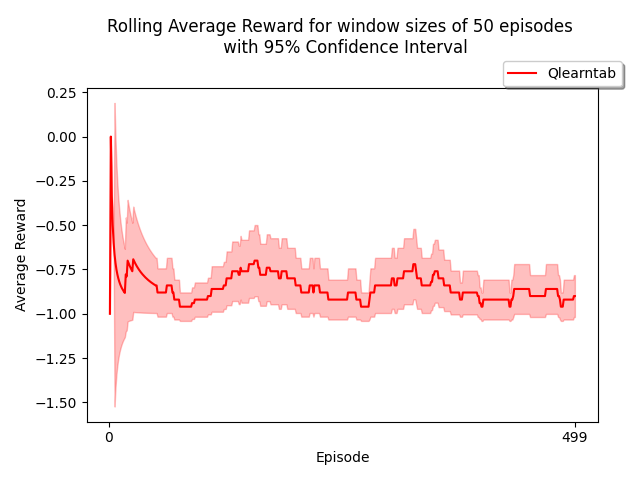 Rolling Average Reward for window sizes of 50 episodes
with 95% Confidence Interval
Qlearntab
0.25
0.00
−0.25
−0.50
−0.75
−1.00
−1.25
−1.50
Average Reward
0
499
Episode